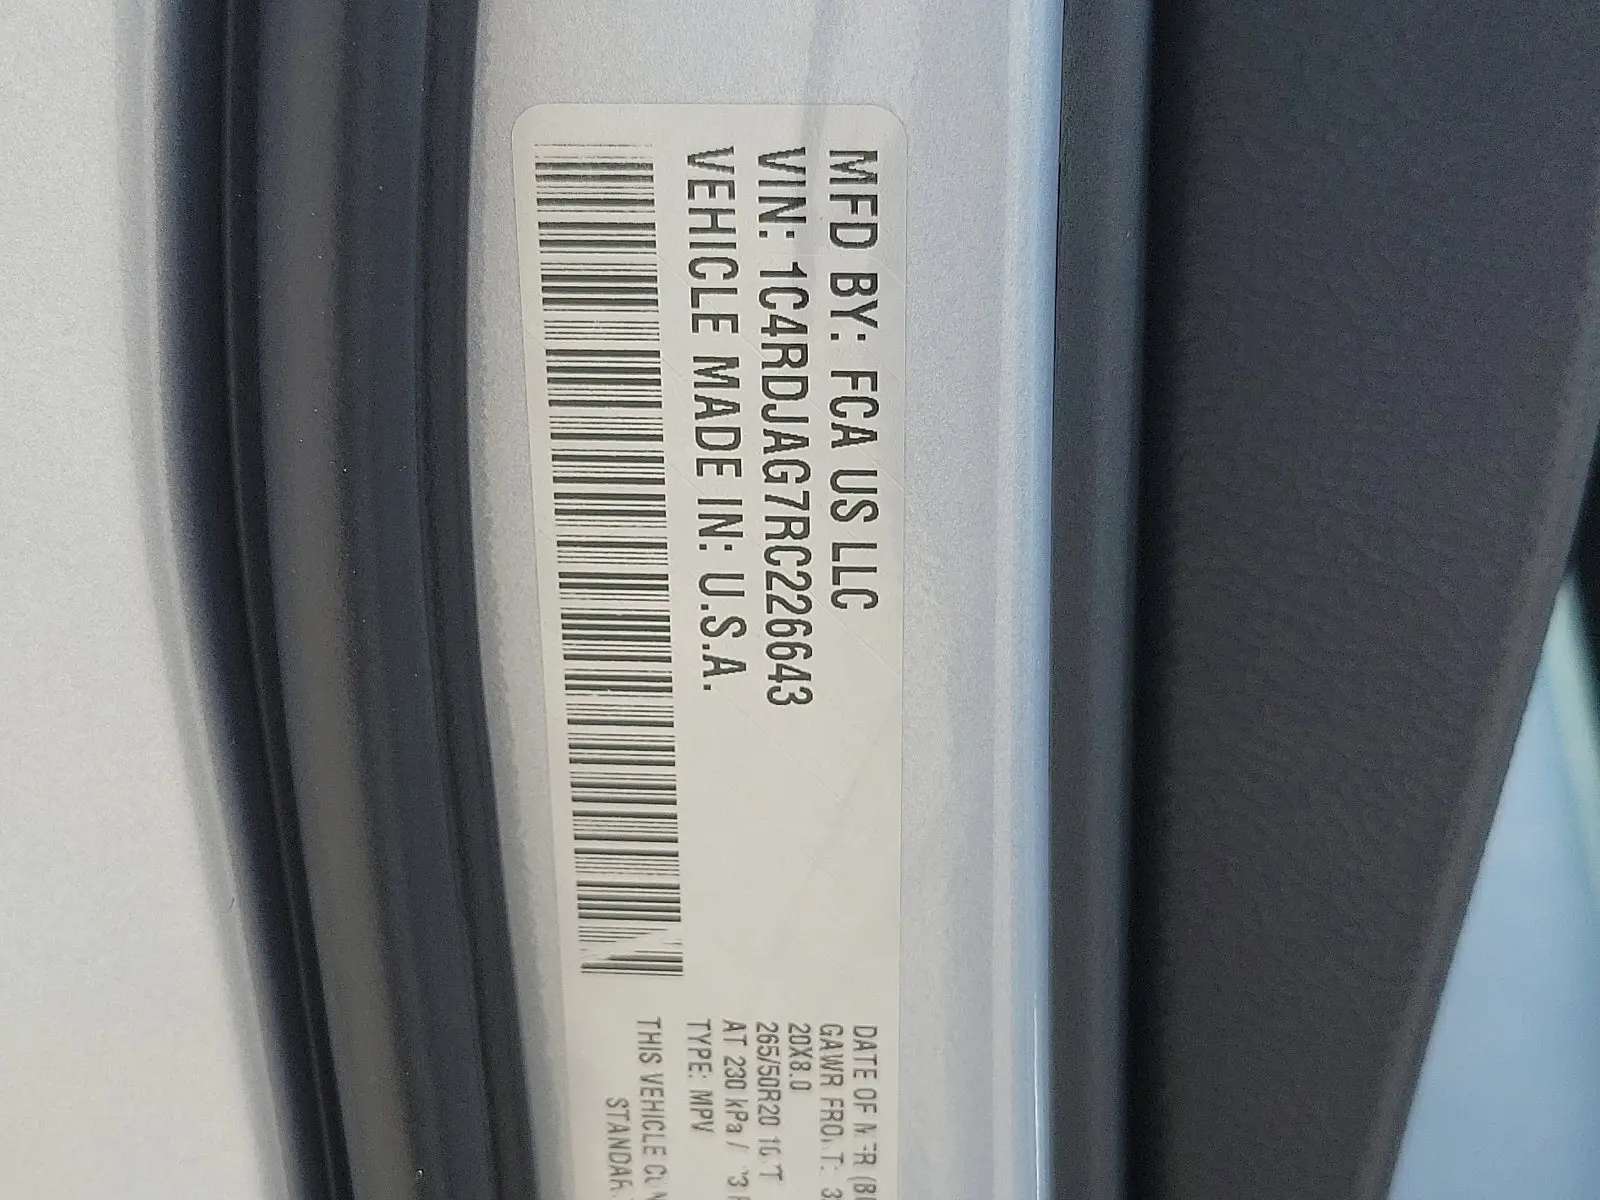 MFD BY: FCA US LLC
VIN: 1C4RDJAG7RC226643
VEHICLE MADE IN: U.S.A.
DATE OF
GAWR FRONT:
20X8.0
265/50R20
AT 230 kPa /
TYPE: MPV
THIS VEHICLE